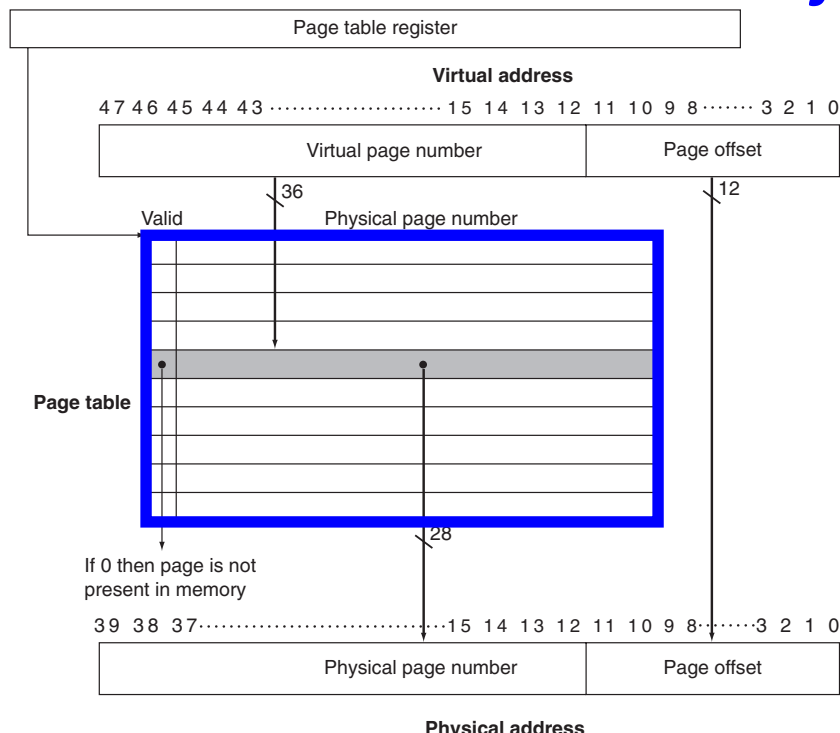 Page table register
Virtual address
47 46 45 44 43 ······················ 15 14 13 12 11 10 9 8 ······· 3 2 1 0
Virtual page number Page offset
36 12
Valid Physical page number
Page table
28
If 0 then page is not
present in memory
39 38 37 ································ 15 14 13 12 11 10 9 8 ········ 3 2 1 0
Physical page number Page offset
Physical address